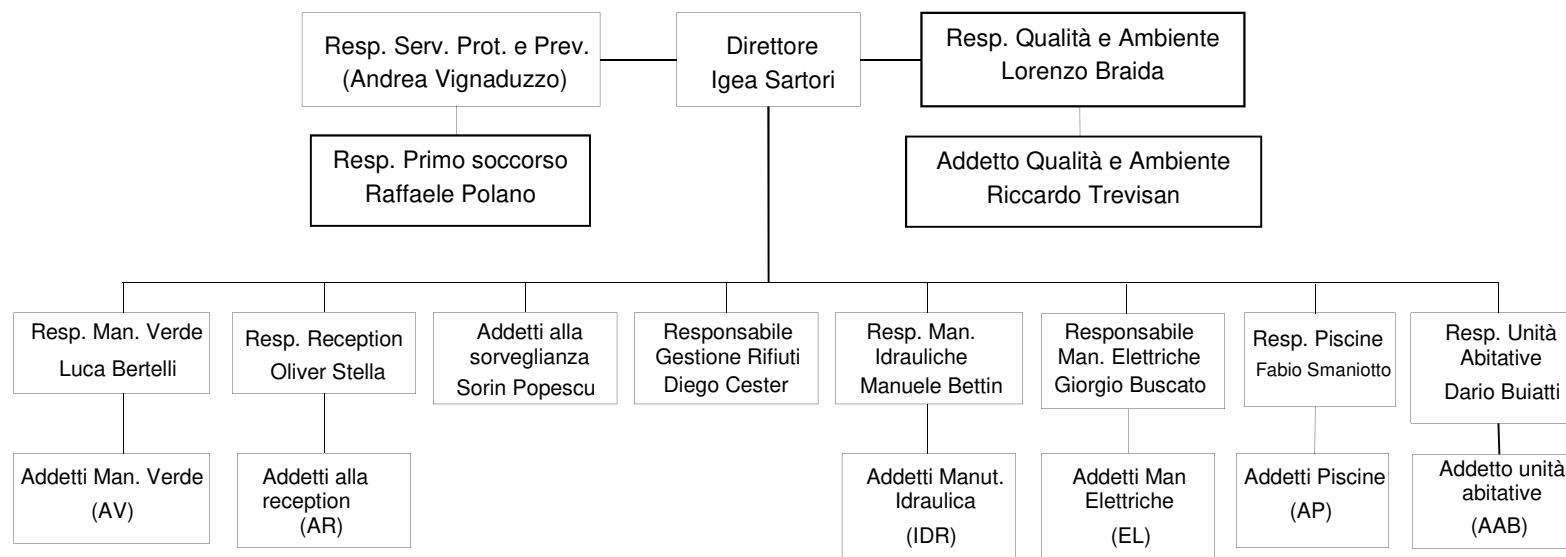 Resp. Serv. Prot. e Prev.
(Andrea Vignaduzzo)
Direttore
Igea Sartori
Resp. Qualità e Ambiente
Lorenzo Braida
Resp. Primo soccorso
Raffaele Polano
Addetto Qualità e Ambiente
Riccardo Trevisan
Resp. Man. Verde
Luca Bertelli
Resp. Reception
Oliver Stella
Addetti alla
sorveglianza
Sorin Popescu
Responsabile
Gestione Rifiuti
Diego Cester
Resp. Man.
Idrauliche
Manuele Bettin
Responsabile
Man. Elettriche
Giorgio Buscato
Resp. Piscine
Fabio Smaniotto
Resp. Unità
Abitative
Dario Buiatti
Addetti Man. Verde
(AV)
Addetti alla
reception
(AR)
Addetti Manut.
Idraulica
(IDR)
Addetti Man
Elettriche
(EL)
Addetti Piscine
(AP)
Addetto unità
abitative
(AAB)